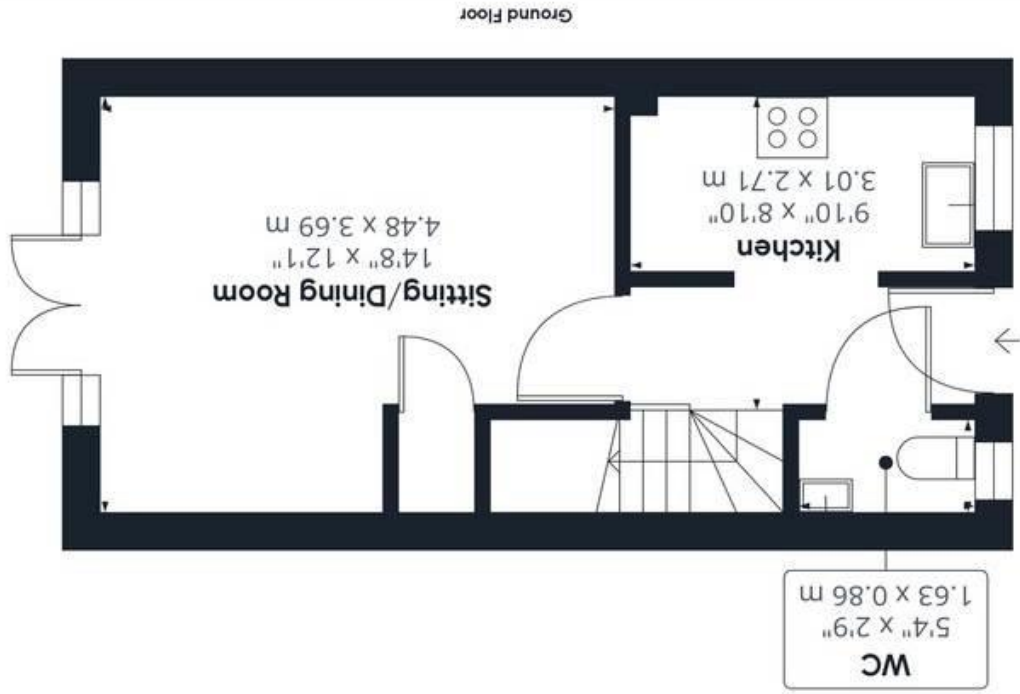 WC
5'4" x 2'9"
1.63 x 0.86 m
Kitchen
9'10" x 8'10"
3.01 x 2.71 m
Sitting/Dining Room
14'8" x 12'1"
4.48 x 3.69 m
Ground Floor